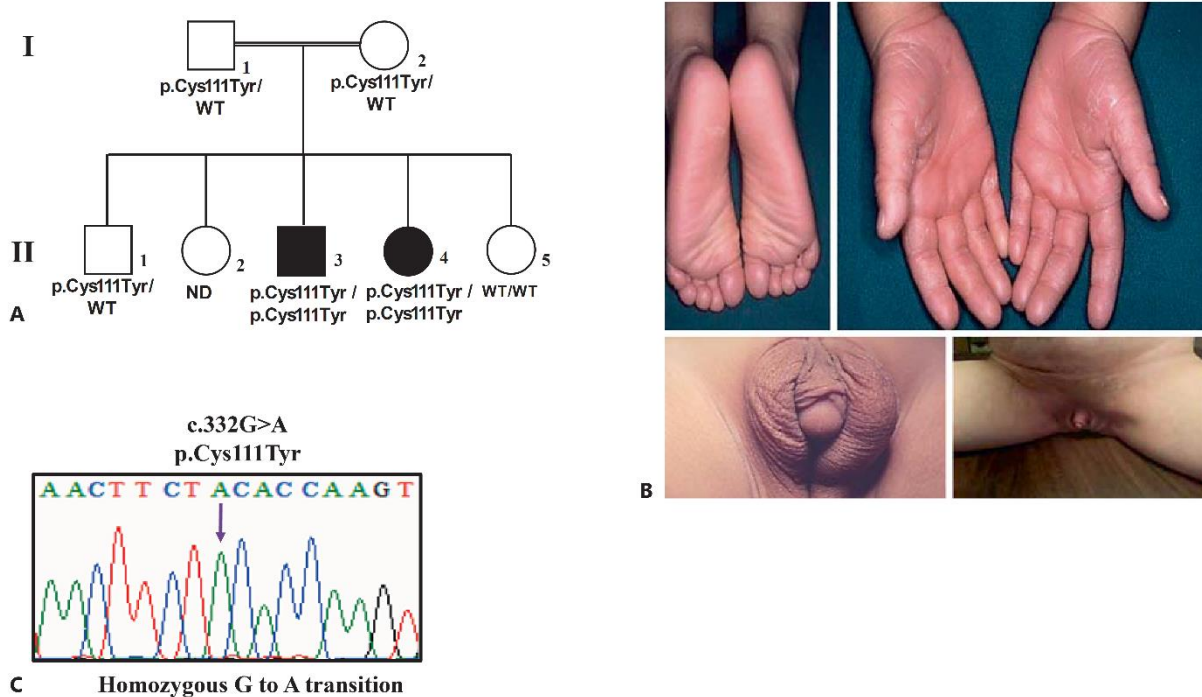 I
1
2
p.Cys111Tyr/
WT
p.Cys111Tyr/
WT
II
1
2
3
4
5
p.Cys111Tyr/
WT
ND
p.Cys111Tyr /
p.Cys111Tyr
p.Cys111Tyr /
p.Cys111Tyr
WT/WT
A
B
c.332G>A
p.Cys111Tyr
A A C T T C T A C A C C A A G T
C
Homozygous G to A transition